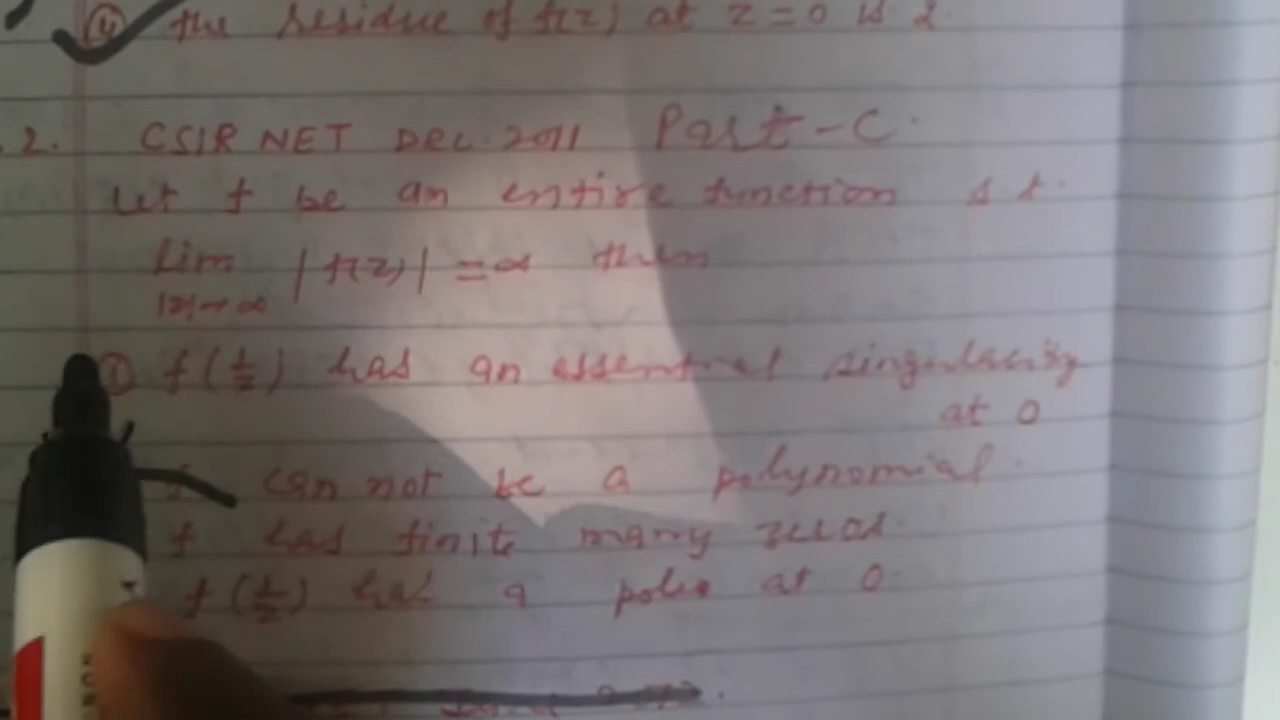 ④ the residue of f(z) at z=0 is 2.
2. CSIR NET Dec. 2011 Part-C.
Let f be an entire function s.t.
Lim |f(z)| = ∞ then
|z|→∞
① f(1/z) has an essential singularity
at 0
can not be a polynomial.
f has finite many zeros.
f(1/z) has a pole at 0.